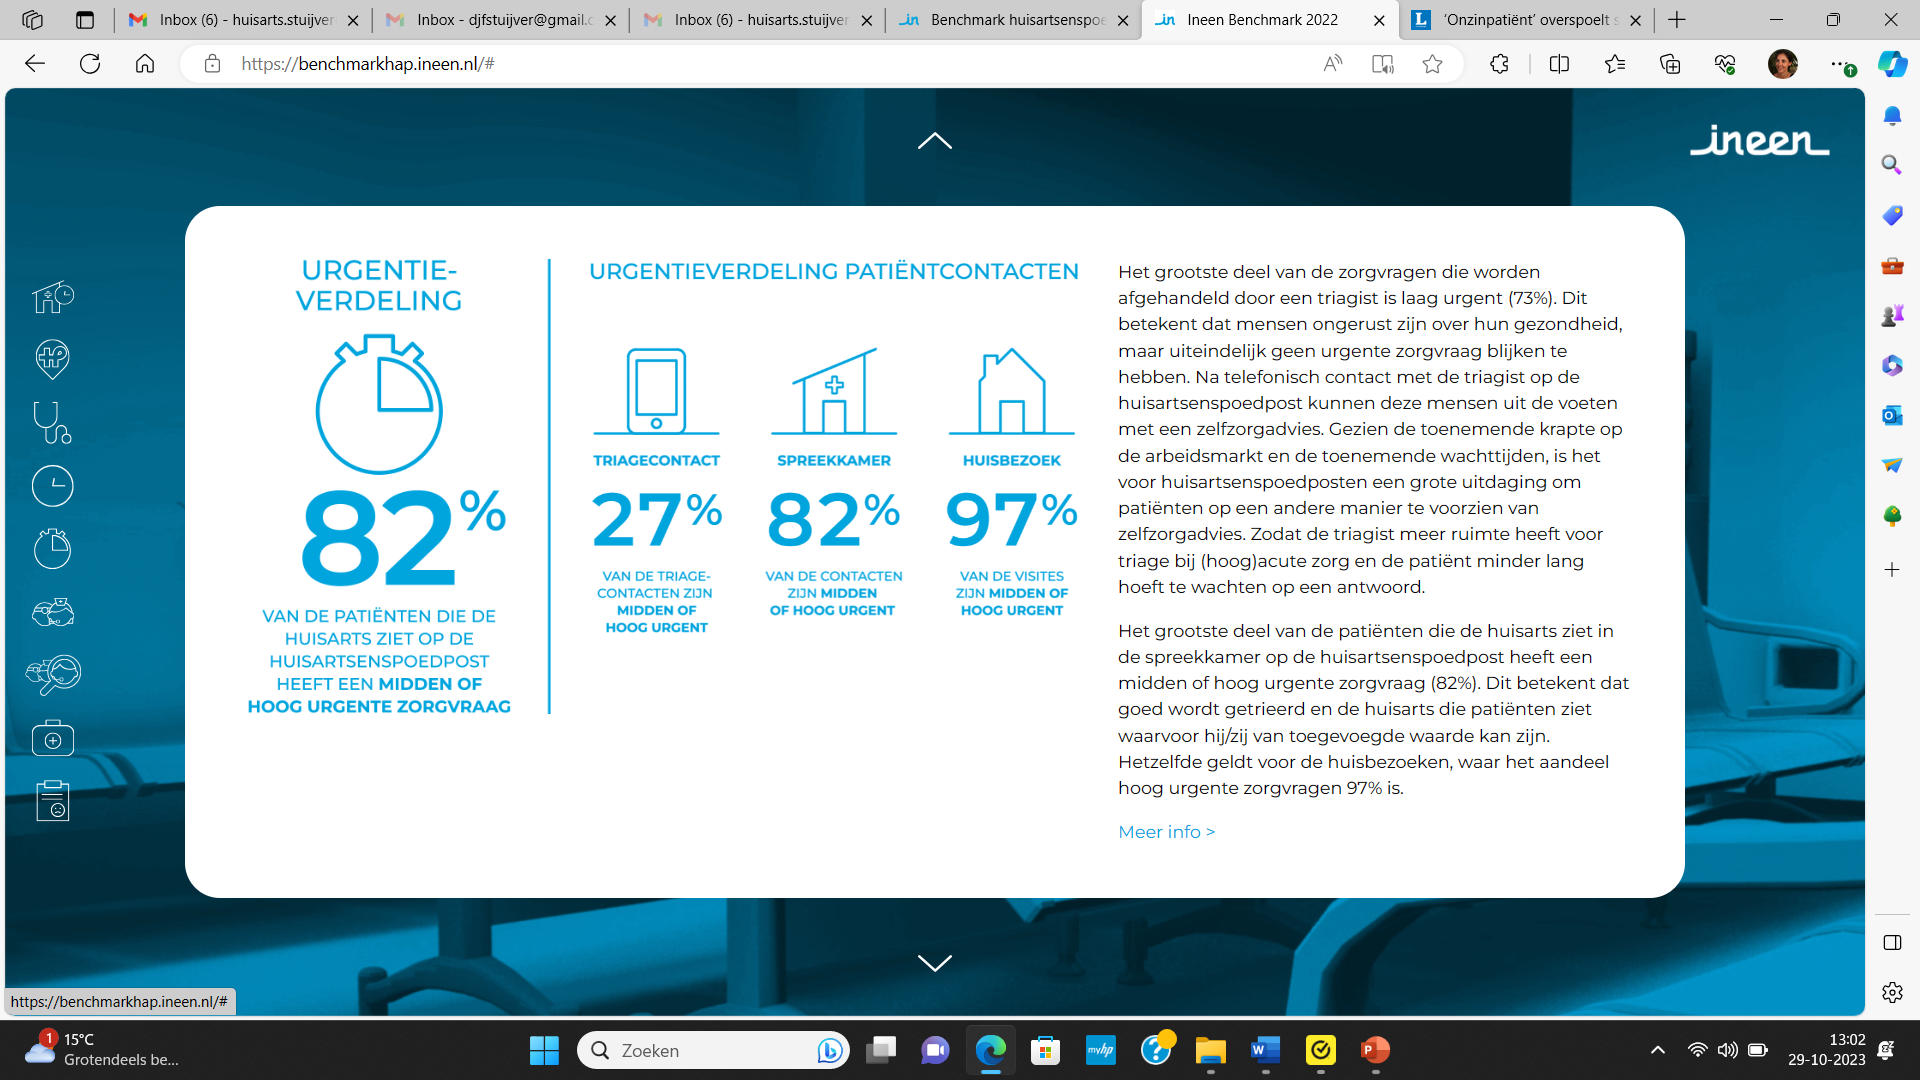 Inbox (6) - huisarts.stuijver
Inbox - djfstuijver@gmail.c
Inbox (6) - huisarts.stuijver
Benchmark huisartsenspoe
Ineen Benchmark 2022
'Onzinpatiënt' overspoelt s
https://benchmarkhap.ineen.nl/#
ineen
URGENTIE-
VERDELING
82%
VAN DE PATIËNTEN DIE DE
HUISARTS ZIET OP DE
HUISARTSENSPOEDPOST
HEEFT EEN MIDDEN OF
HOOG URGENTE ZORGVRAAG
URGENTIEVERDELING PATIËNTCONTACTEN
TRIAGECONTACT
27%
VAN DE TRIAGE-
CONTACTEN ZIJN
MIDDEN OF
HOOG URGENT
SPREEKKAMER
82%
VAN DE CONTACTEN
ZIJN MIDDEN
OF HOOG URGENT
HUISBEZOEK
97%
VAN DE VISITES
ZIJN MIDDEN OF
HOOG URGENT
Het grootste deel van de zorgvragen die worden
afgehandeld door een triagist is laag urgent (73%). Dit
betekent dat mensen ongerust zijn over hun gezondheid,
maar uiteindelijk geen urgente zorgvraag blijken te
hebben. Na telefonisch contact met de triagist op de
huisartsenspoedpost kunnen deze mensen uit de voeten
met een zelfzorgadvies. Gezien de toenemende krapte op
de arbeidsmarkt en de toenemende wachttijden, is het
voor huisartsenspoedposten een grote uitdaging om
patiënten op een andere manier te voorzien van
zelfzorgadvies. Zodat de triagist meer ruimte heeft voor
triage bij (hoog)acute zorg en de patiënt minder lang
hoeft te wachten op een antwoord.
Het grootste deel van de patiënten die de huisarts ziet in
de spreekkamer op de huisartsenspoedpost heeft een
midden of hoog urgente zorgvraag (82%). Dit betekent dat
goed wordt getrieerd en de huisarts die patiënten ziet
waarvoor hij/zij van toegevoegde waarde kan zijn.
Hetzelfde geldt voor de huisbezoeken, waar het aandeel
hoog urgente zorgvragen 97% is.
Meer info >
https://benchmarkhap.ineen.nl/#
1
15°C
Grotendeels be...
Zoeken
myhp
13:02
29-10-2023